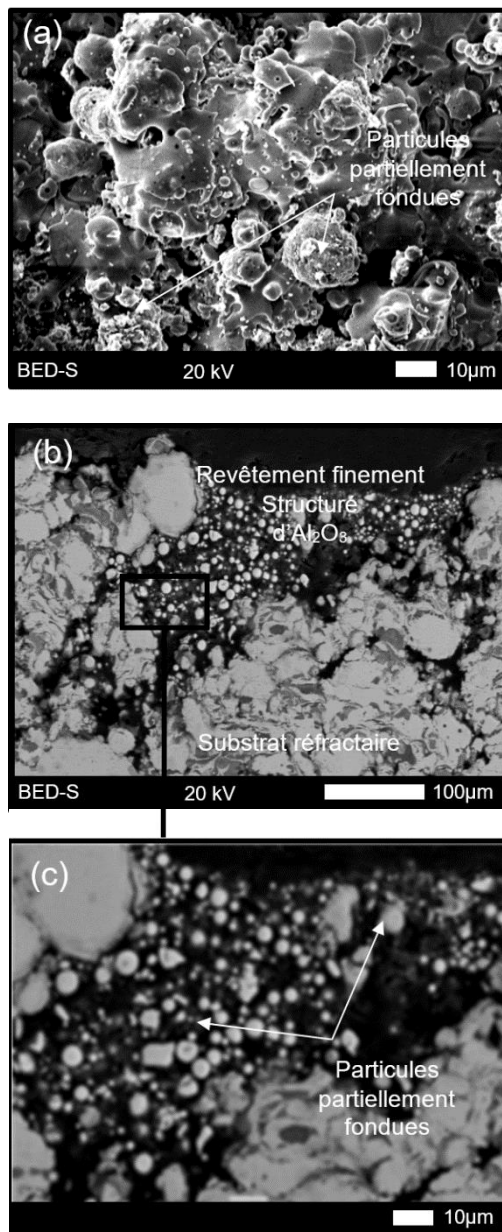 (a)
Particules
partiellement
fondues
BED-S 20 kV 10µm
(b)
Revêtement finement
Structuré
d'Al₂O₃
Substrat réfractaire
BED-S 20 kV 100µm
(c)
Particules
partiellement
fondues
10µm